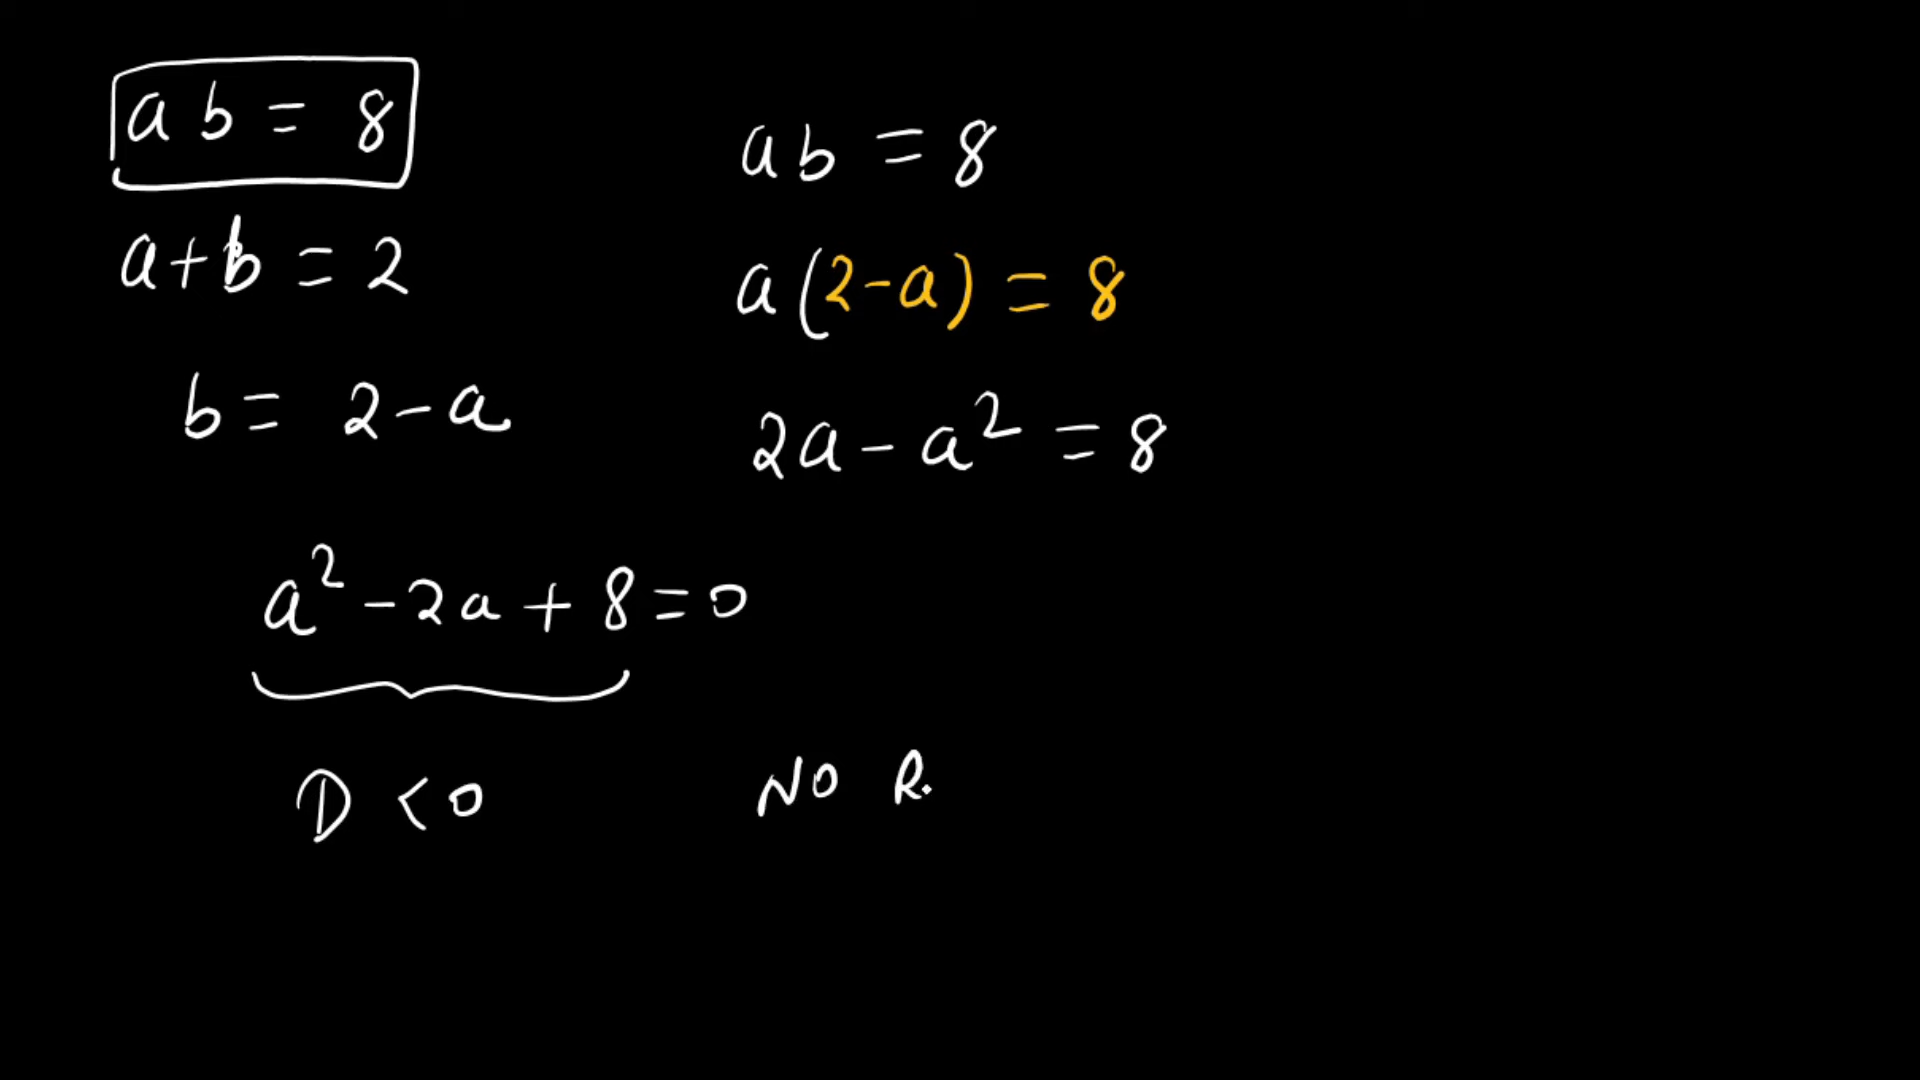 ab = 8
a+b = 2
b = 2-a
ab = 8
a(2-a) = 8
2a - a² = 8
a² - 2a + 8 = 0
D < 0
NO R.